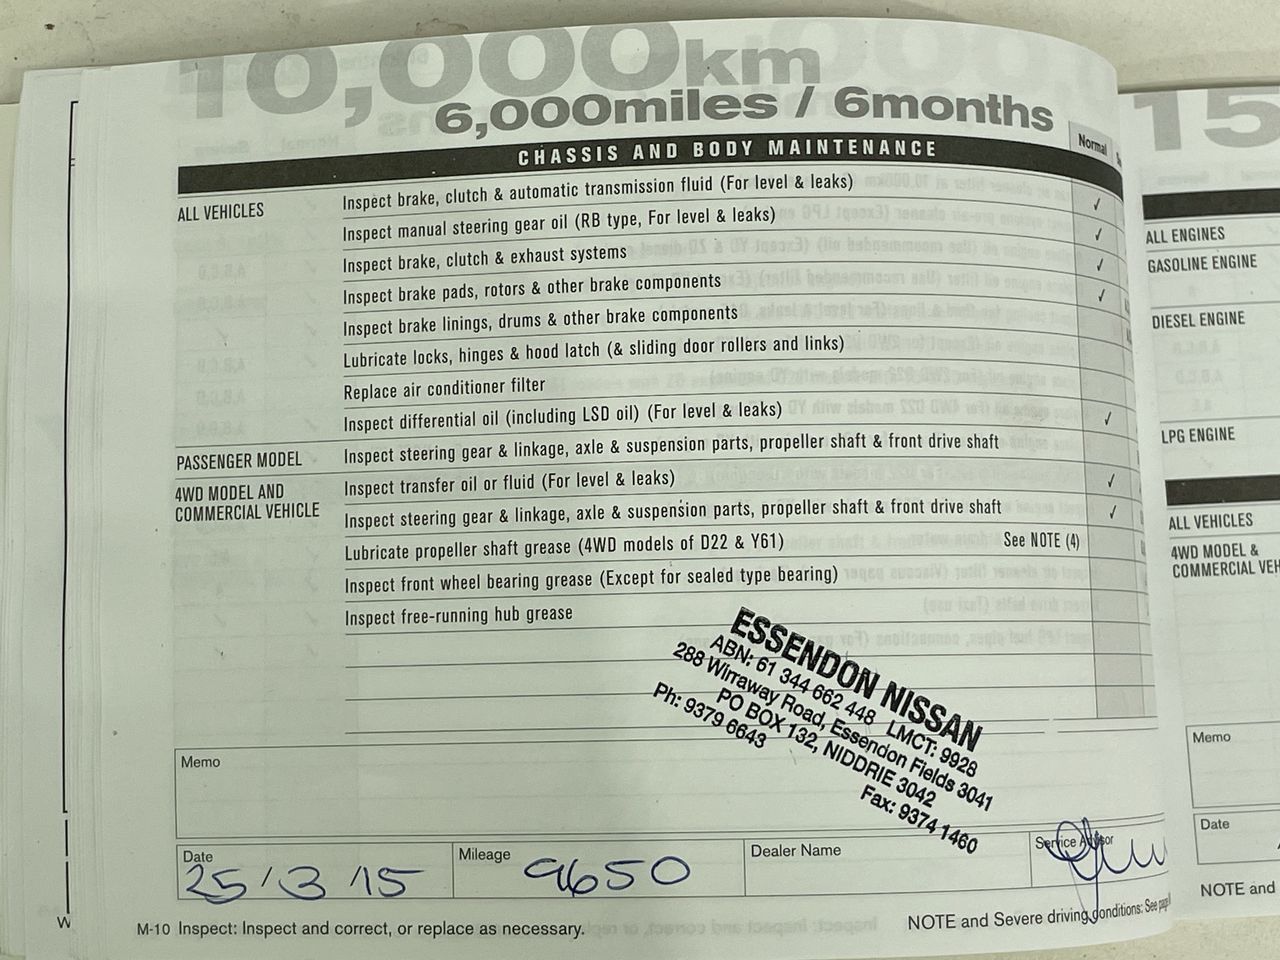 10,000km
6,000miles / 6months
CHASSIS AND BODY MAINTENANCE
Normal
ALL VEHICLES
Inspect brake, clutch & automatic transmission fluid (For level & leaks) ✓
Inspect manual steering gear oil (RB type, For level & leaks) ✓
Inspect brake, clutch & exhaust systems ✓
Inspect brake pads, rotors & other brake components ✓
Inspect brake linings, drums & other brake components
Lubricate locks, hinges & hood latch (& sliding door rollers and links)
Replace air conditioner filter
Inspect differential oil (including LSD oil) (For level & leaks) ✓
PASSENGER MODEL
Inspect steering gear & linkage, axle & suspension parts, propeller shaft & front drive shaft
4WD MODEL AND
COMMERCIAL VEHICLE
Inspect transfer oil or fluid (For level & leaks) ✓
Inspect steering gear & linkage, axle & suspension parts, propeller shaft & front drive shaft ✓
Lubricate propeller shaft grease (4WD models of D22 & Y61) See NOTE (4)
Inspect front wheel bearing grease (Except for sealed type bearing)
Inspect free-running hub grease
ESSENDON NISSAN
ABN: 61 344 662 448 LMCT: 9928
288 Wirraway Road, Essendon Fields 3041
PO BOX 132, NIDDRIE 3042
Ph: 9379 6643 Fax: 9374 1460
Memo
Date
25/3/15
Mileage
9650
Dealer Name
Service Advisor
M-10 Inspect: Inspect and correct, or replace as necessary.
NOTE and Severe driving conditions: See
15
ALL ENGINES
GASOLINE ENGINE
DIESEL ENGINE
LPG ENGINE
ALL VEHICLES
4WD MODEL &
COMMERCIAL VEH
Memo
Date
NOTE and